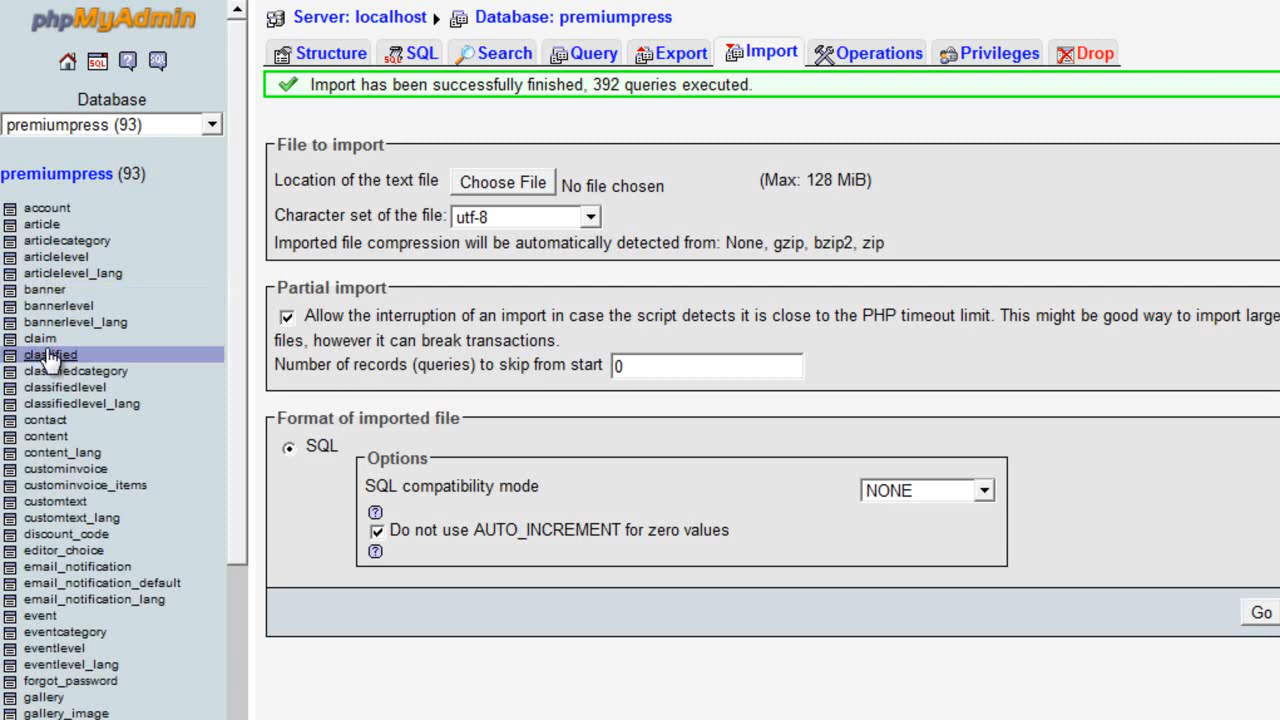 phpMyAdmin
SQL
Database
premiumpress (93)
premiumpress (93)
account
article
articlecategory
articlelevel
articlelevel_lang
banner
bannerlevel
bannerlevel_lang
claim
classified
classifiedcategory
classifiedlevel
classifiedlevel_lang
contact
content
content_lang
custominvoice
custominvoice_items
customtext
customtext_lang
discount_code
editor_choice
email_notification
email_notification_default
email_notification_lang
event
eventcategory
eventlevel
eventlevel_lang
forgot_password
gallery
gallery_image
Server: localhost Database: premiumpress
Structure SQL Search Query Export Import Operations Privileges Drop
Import has been successfully finished, 392 queries executed.
File to import
Location of the text file Choose File No file chosen (Max: 128 MiB)
Character set of the file: utf-8
Imported file compression will be automatically detected from: None, gzip, bzip2, zip
Partial import
Allow the interruption of an import in case the script detects it is close to the PHP timeout limit. This might be good way to import large
files, however it can break transactions.
Number of records (queries) to skip from start 0
Format of imported file
SQL
Options
SQL compatibility mode NONE
Do not use AUTO_INCREMENT for zero values
Go